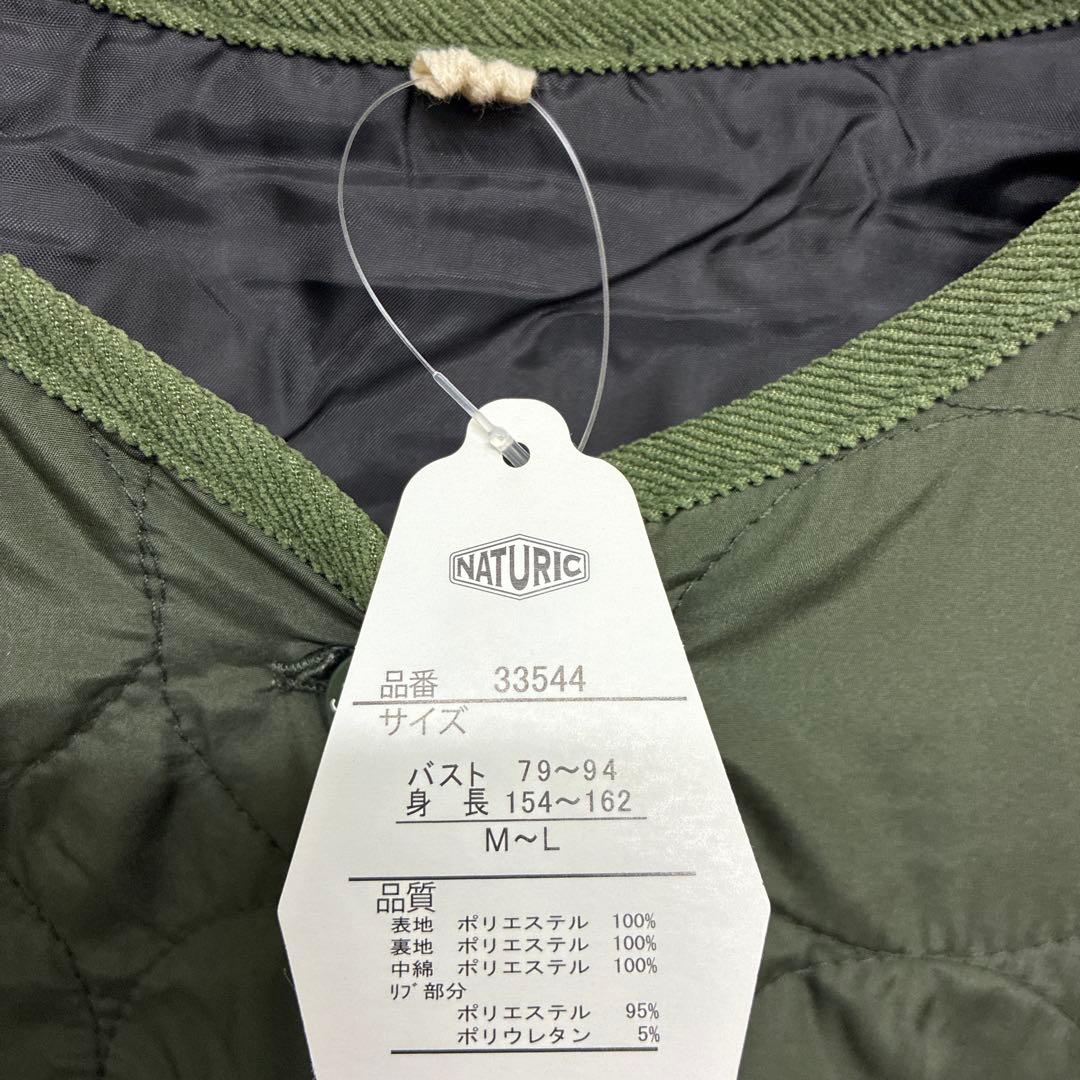 NATURIC
品番 33544
サイズ
バスト 79～94
身長 154～162
M～L
品質
表地 ポリエステル 100%
裏地 ポリエステル 100%
中綿 ポリエステル 100%
ﾘﾌﾞ部分
ポリエステル 95%
ポリウレタン 5%